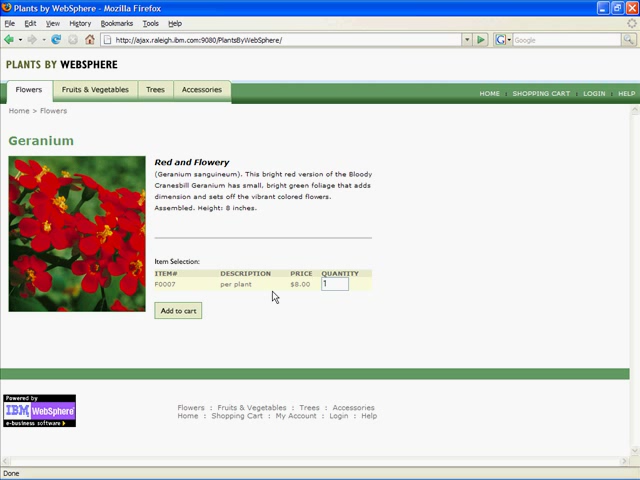 Plants by WebSphere - Mozilla Firefox
File Edit View History Bookmarks Tools Help
http://ajax.raleigh.ibm.com:9080/PlantsByWebSphere/
Google
PLANTS BY WEBSPHERE
Flowers Fruits & Vegetables Trees Accessories
HOME : SHOPPING CART : LOGIN : HELP
Home > Flowers
Geranium
Red and Flowery
(Geranium sanguineum). This bright red version of the Bloody
Cranesbill Geranium has small, bright green foliage that adds
dimension and sets off the vibrant colored flowers.
Assembled. Height: 8 inches.
Item Selection:
ITEM# DESCRIPTION PRICE QUANTITY
F0007 per plant $8.00 1
Add to cart
Powered by
IBM WebSphere
e-business software
Flowers : Fruits & Vegetables : Trees : Accessories
Home : Shopping Cart : My Account : Login : Help
Done